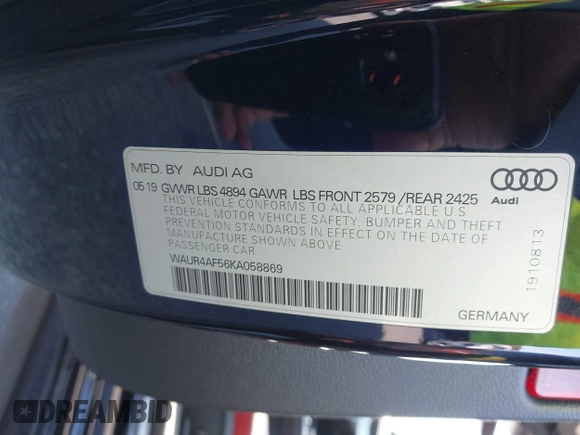 MFD. BY AUDI AG
05 19 GVWR LBS 4894 GAWR LBS FRONT 2579 /REAR 2425
THIS VEHICLE CONFORMS TO ALL APPLICABLE U.S
FEDERAL MOTOR VEHICLE SAFETY, BUMPER AND THEFT
PREVENTION STANDARDS IN EFFECT ON THE DATE OF
MANUFACTURE SHOWN ABOVE
PASSENGER CAR
WAUR4AF56KA058869
Audi
1910813
GERMANY
DREAMBID